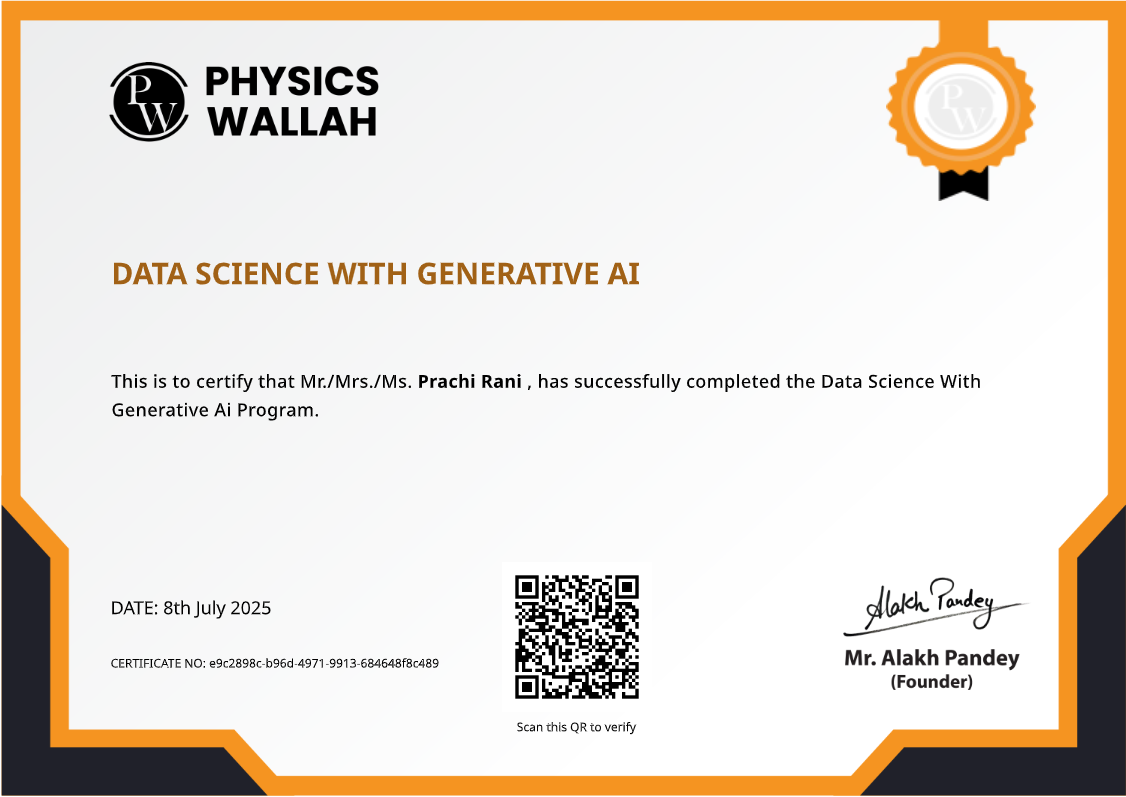 PW PHYSICS
WALLAH
PW
DATA SCIENCE WITH GENERATIVE AI
This is to certify that Mr./Mrs./Ms. Prachi Rani , has successfully completed the Data Science With
Generative Ai Program.
DATE: 8th July 2025
CERTIFICATE NO: e9c2898c-b96d-4971-9913-684648f8c489
Scan this QR to verify
Alakh Pandey
Mr. Alakh Pandey
(Founder)